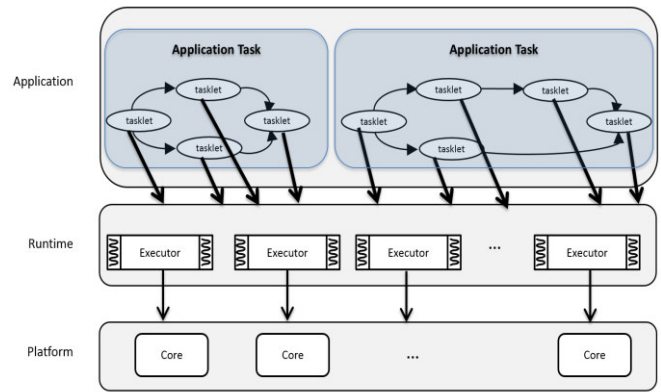 Application
Application Task
Application Task
tasklet
tasklet
tasklet
tasklet
tasklet
tasklet
tasklet
tasklet
tasklet
Runtime
Executor
Executor
Executor
...
Executor
Platform
Core
Core
...
Core